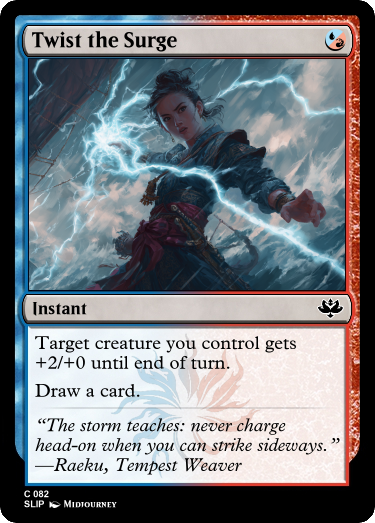 Twist the Surge
Instant
Target creature you control gets
+2/+0 until end of turn.
Draw a card.
“The storm teaches: never charge
head-on when you can strike sideways.”
—Raeku, Tempest Weaver
C 082
SLIP Midjourney